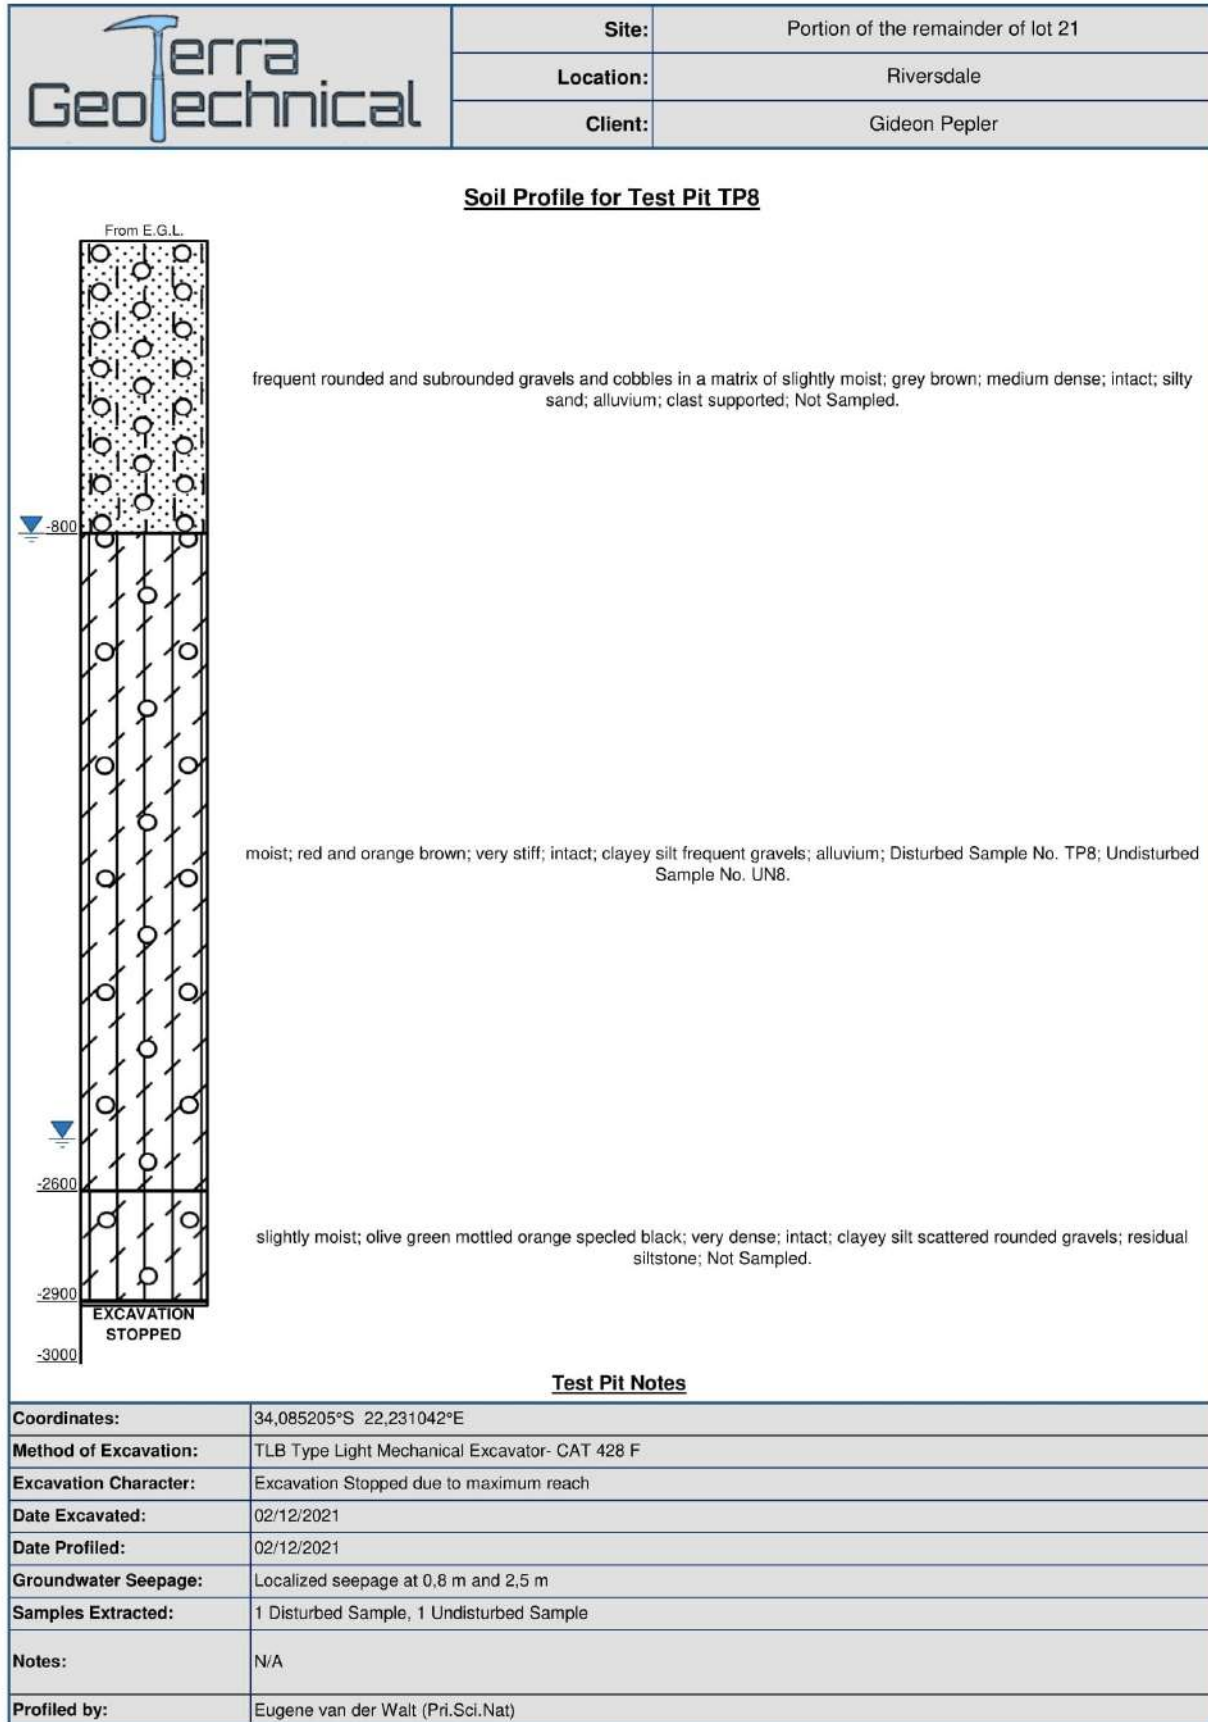 Terra
GeoTechnical
Site: Portion of the remainder of lot 21
Location: Riversdale
Client: Gideon Pepler
Soil Profile for Test Pit TP8
From E.G.L.
frequent rounded and subrounded gravels and cobbles in a matrix of slightly moist; grey brown; medium dense; intact; silty
sand; alluvium; clast supported; Not Sampled.
-800
moist; red and orange brown; very stiff; intact; clayey silt frequent gravels; alluvium; Disturbed Sample No. TP8; Undisturbed
Sample No. UN8.
-2600
slightly moist; olive green mottled orange specled black; very dense; intact; clayey silt scattered rounded gravels; residual
siltstone; Not Sampled.
-2900
EXCAVATION
STOPPED
-3000
Test Pit Notes
Coordinates: 34,085205°S 22,231042°E
Method of Excavation: TLB Type Light Mechanical Excavator- CAT 428 F
Excavation Character: Excavation Stopped due to maximum reach
Date Excavated: 02/12/2021
Date Profiled: 02/12/2021
Groundwater Seepage: Localized seepage at 0,8 m and 2,5 m
Samples Extracted: 1 Disturbed Sample, 1 Undisturbed Sample
Notes: N/A
Profiled by: Eugene van der Walt (Pri.Sci.Nat)